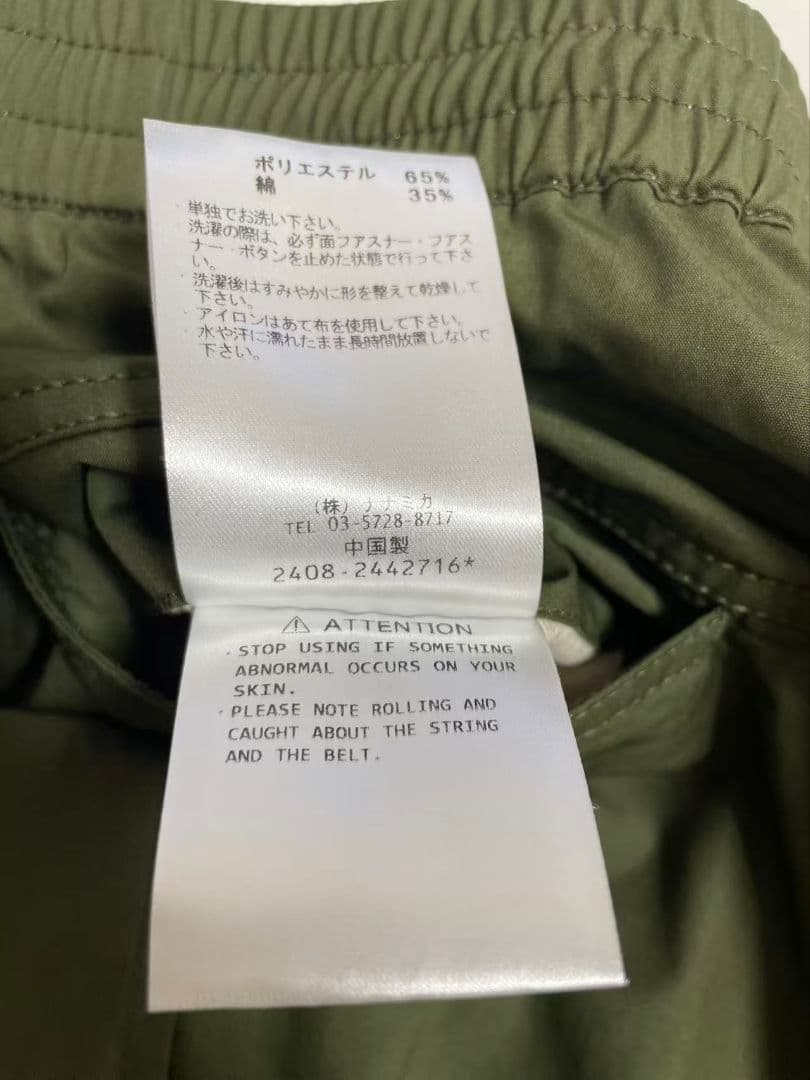 ポリエステル 65%
綿 35%
・単独でお洗い下さい。
・洗濯の際は、必ず面ファスナー・ファス
ナー・ボタンを止めた状態で行って下さ
い。
・洗濯後はすみやかに形を整えて乾燥して
下さい。
・アイロンはあて布を使用して下さい。
・水や汗に濡れたまま長時間放置しないで
下さい。
(株) ナナミカ
TEL 03-5728-8717
中国製
2408-2442716*
⚠ ATTENTION
・STOP USING IF SOMETHING
ABNORMAL OCCURS ON YOUR
SKIN.
・PLEASE NOTE ROLLING AND
CAUGHT ABOUT THE STRING
AND THE BELT.